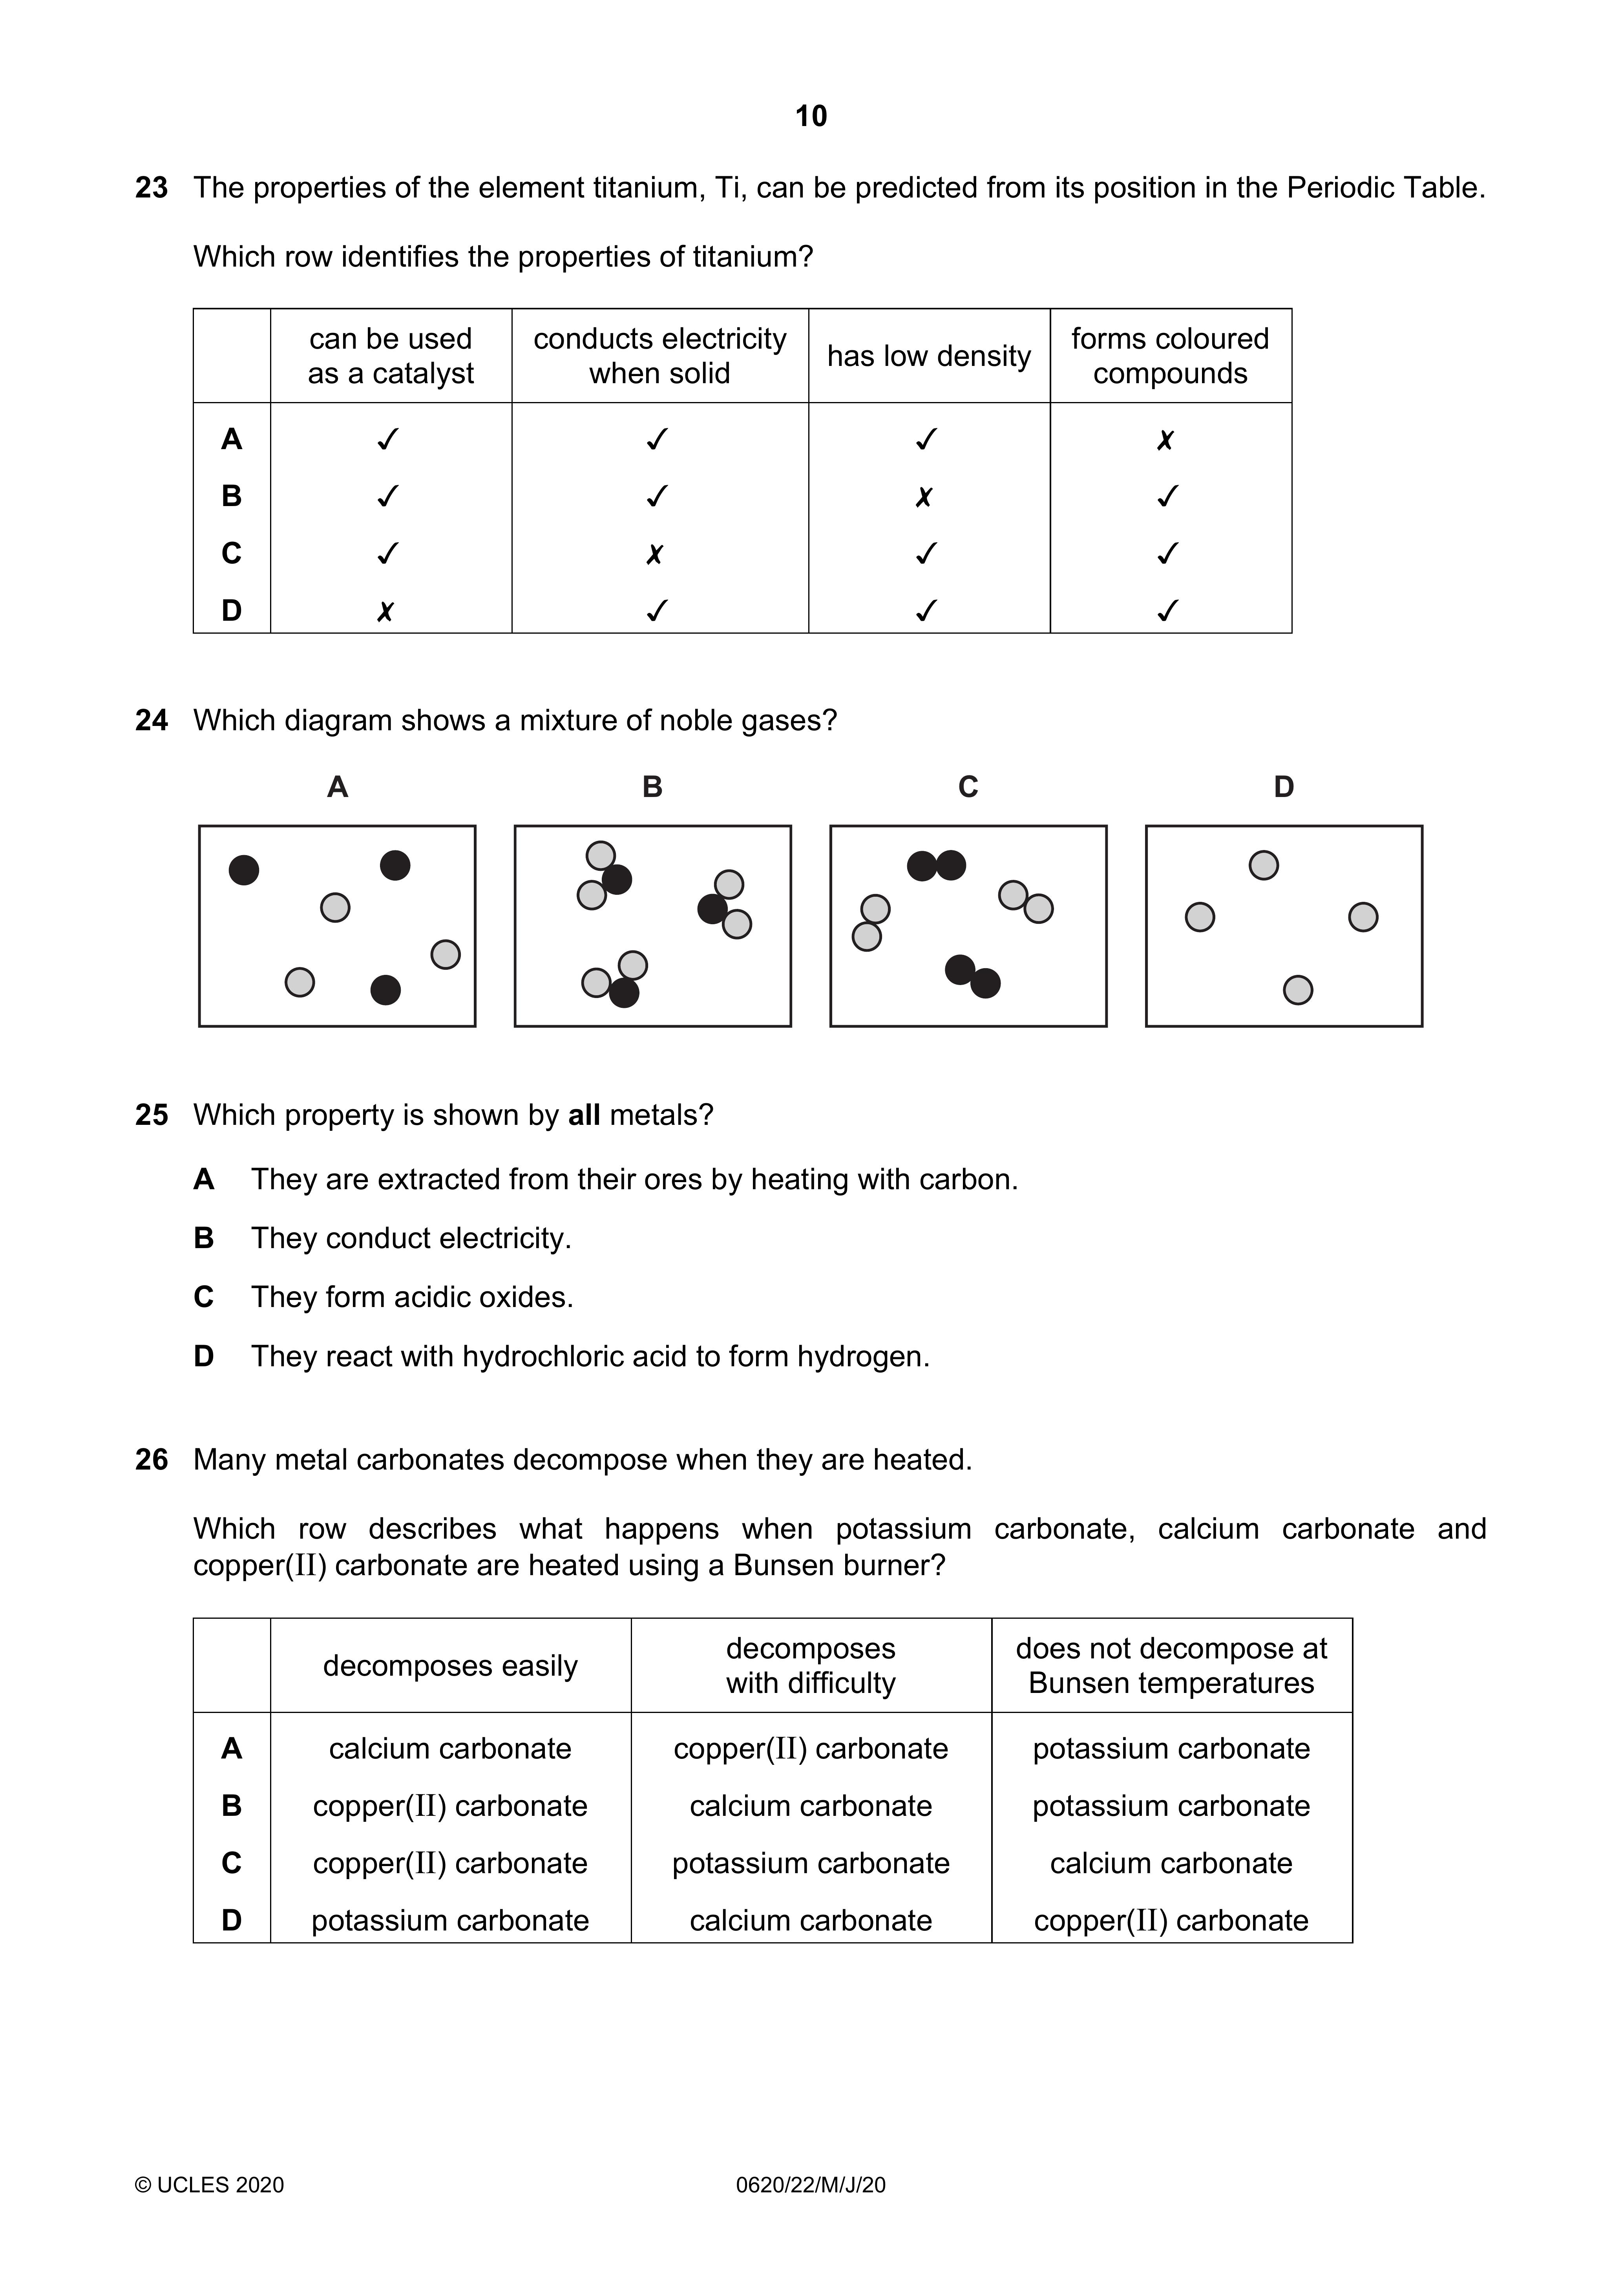 10
23 The properties of the element titanium, Ti, can be predicted from its position in the Periodic Table.
Which row identifies the properties of titanium?
can be used as a catalyst conducts electricity when solid has low density forms coloured compounds
A ✓ ✓ ✓ ✗
B ✓ ✓ ✗ ✓
C ✓ ✗ ✓ ✓
D ✗ ✓ ✓ ✓
24 Which diagram shows a mixture of noble gases?
A B C D
25 Which property is shown by all metals?
A They are extracted from their ores by heating with carbon.
B They conduct electricity.
C They form acidic oxides.
D They react with hydrochloric acid to form hydrogen.
26 Many metal carbonates decompose when they are heated.
Which row describes what happens when potassium carbonate, calcium carbonate and
copper(II) carbonate are heated using a Bunsen burner?
decomposes easily decomposes with difficulty does not decompose at Bunsen temperatures
A calcium carbonate copper(II) carbonate potassium carbonate
B copper(II) carbonate calcium carbonate potassium carbonate
C copper(II) carbonate potassium carbonate calcium carbonate
D potassium carbonate calcium carbonate copper(II) carbonate
© UCLES 2020 0620/22/M/J/20